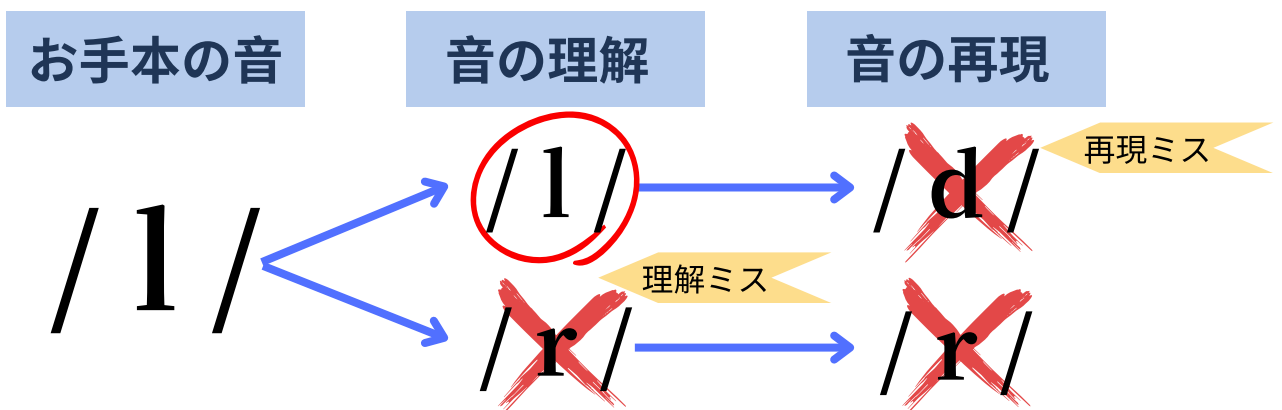 お手本の音
音の理解
音の再現
/ l /
/ l /
/ d /
再現ミス
理解ミス
/ r /
/ r /